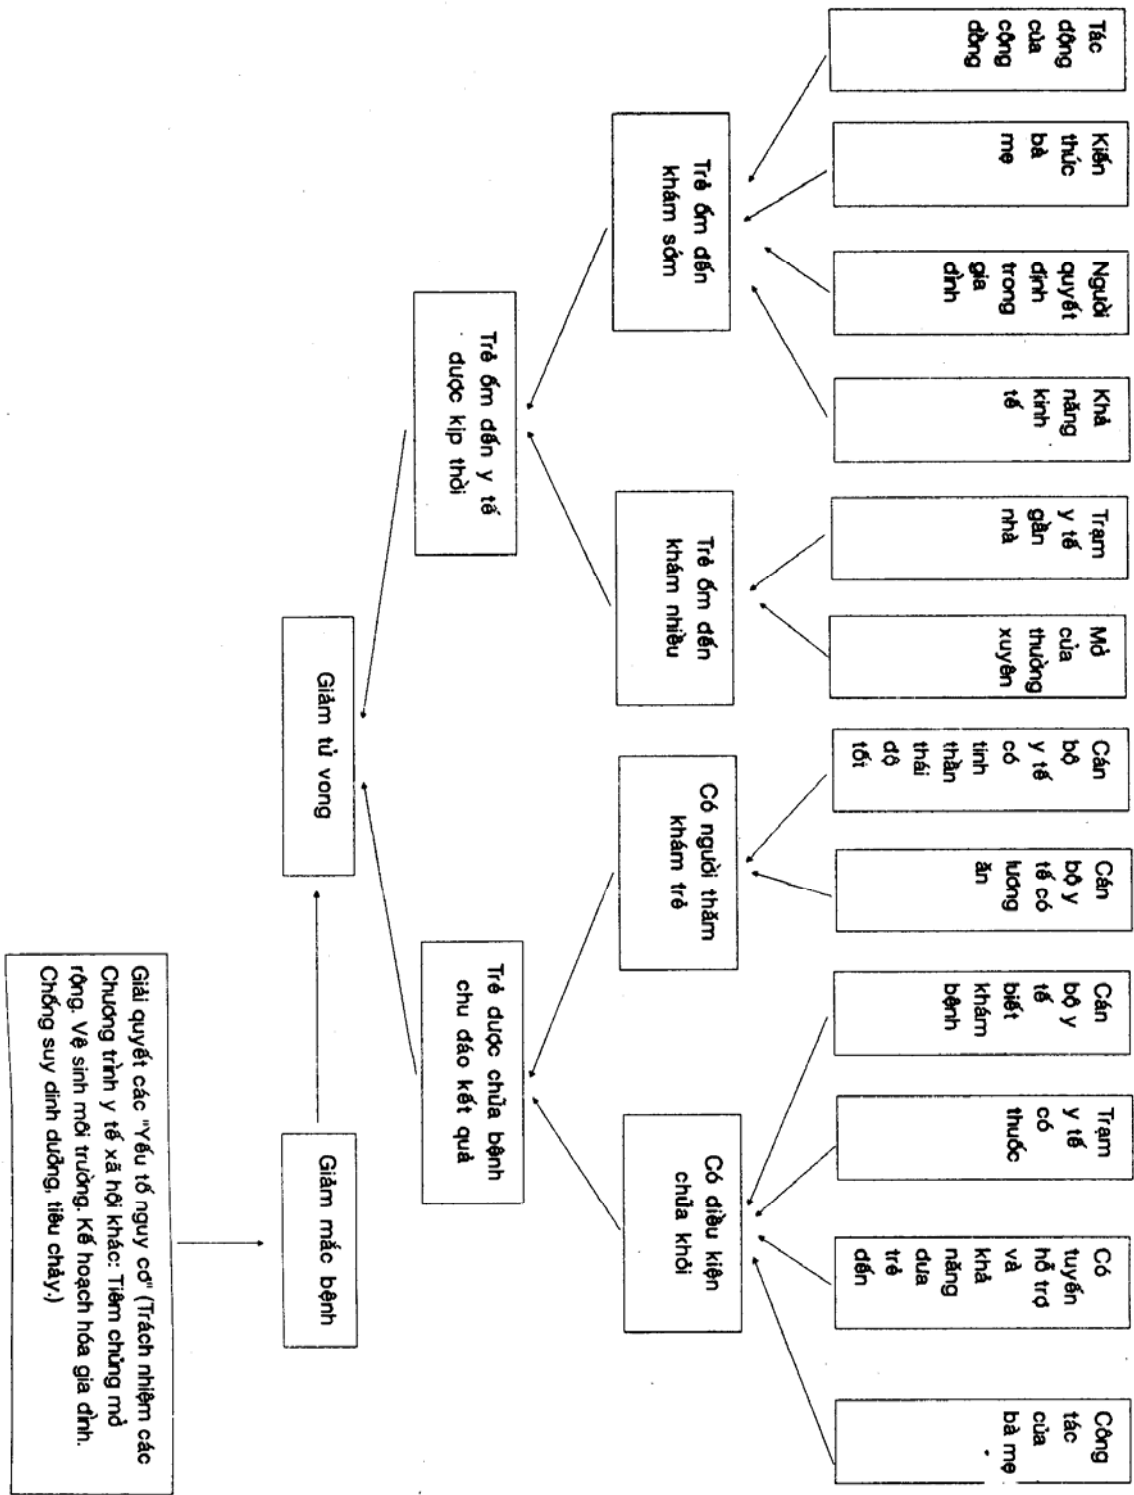 Tác
động
của
cộng
đồng
Kiến
thức
bà
mẹ
Người
quyết
định
trong
gia
đình
Khả
năng
kinh
tế
Trạm
y tế
gần
nhà
Mở
của
thường
xuyên
Cán
bộ
y tế
có
tinh
thần
thái
độ
tốt
Cán
bộ y
tế có
lương
ăn
Cán
bộ y
tế
biết
khám
bệnh
Trạm
y tế
có
thuốc
Có
tuyến
hỗ trợ
và
khả
năng
đưa
trẻ
đến
Công
tác
của
bà mẹ
Trẻ ốm đến
khám sớm
Trẻ ốm đến
khám nhiều
Có người thăm
khám trẻ
Có điều kiện
chữa khỏi
Trẻ ốm đến y tế
được kịp thời
Trẻ được chữa bệnh
chu đáo kết quả
Giảm tử vong
Giảm mắc bệnh
Giải quyết các "Yếu tố nguy cơ" (Trách nhiệm các
Chương trình y tế xã hội khác: Tiêm chủng mở
rộng. Vệ sinh môi trường. Kế hoạch hóa gia đình.
Chống suy dinh dưỡng, tiêu chảy.)